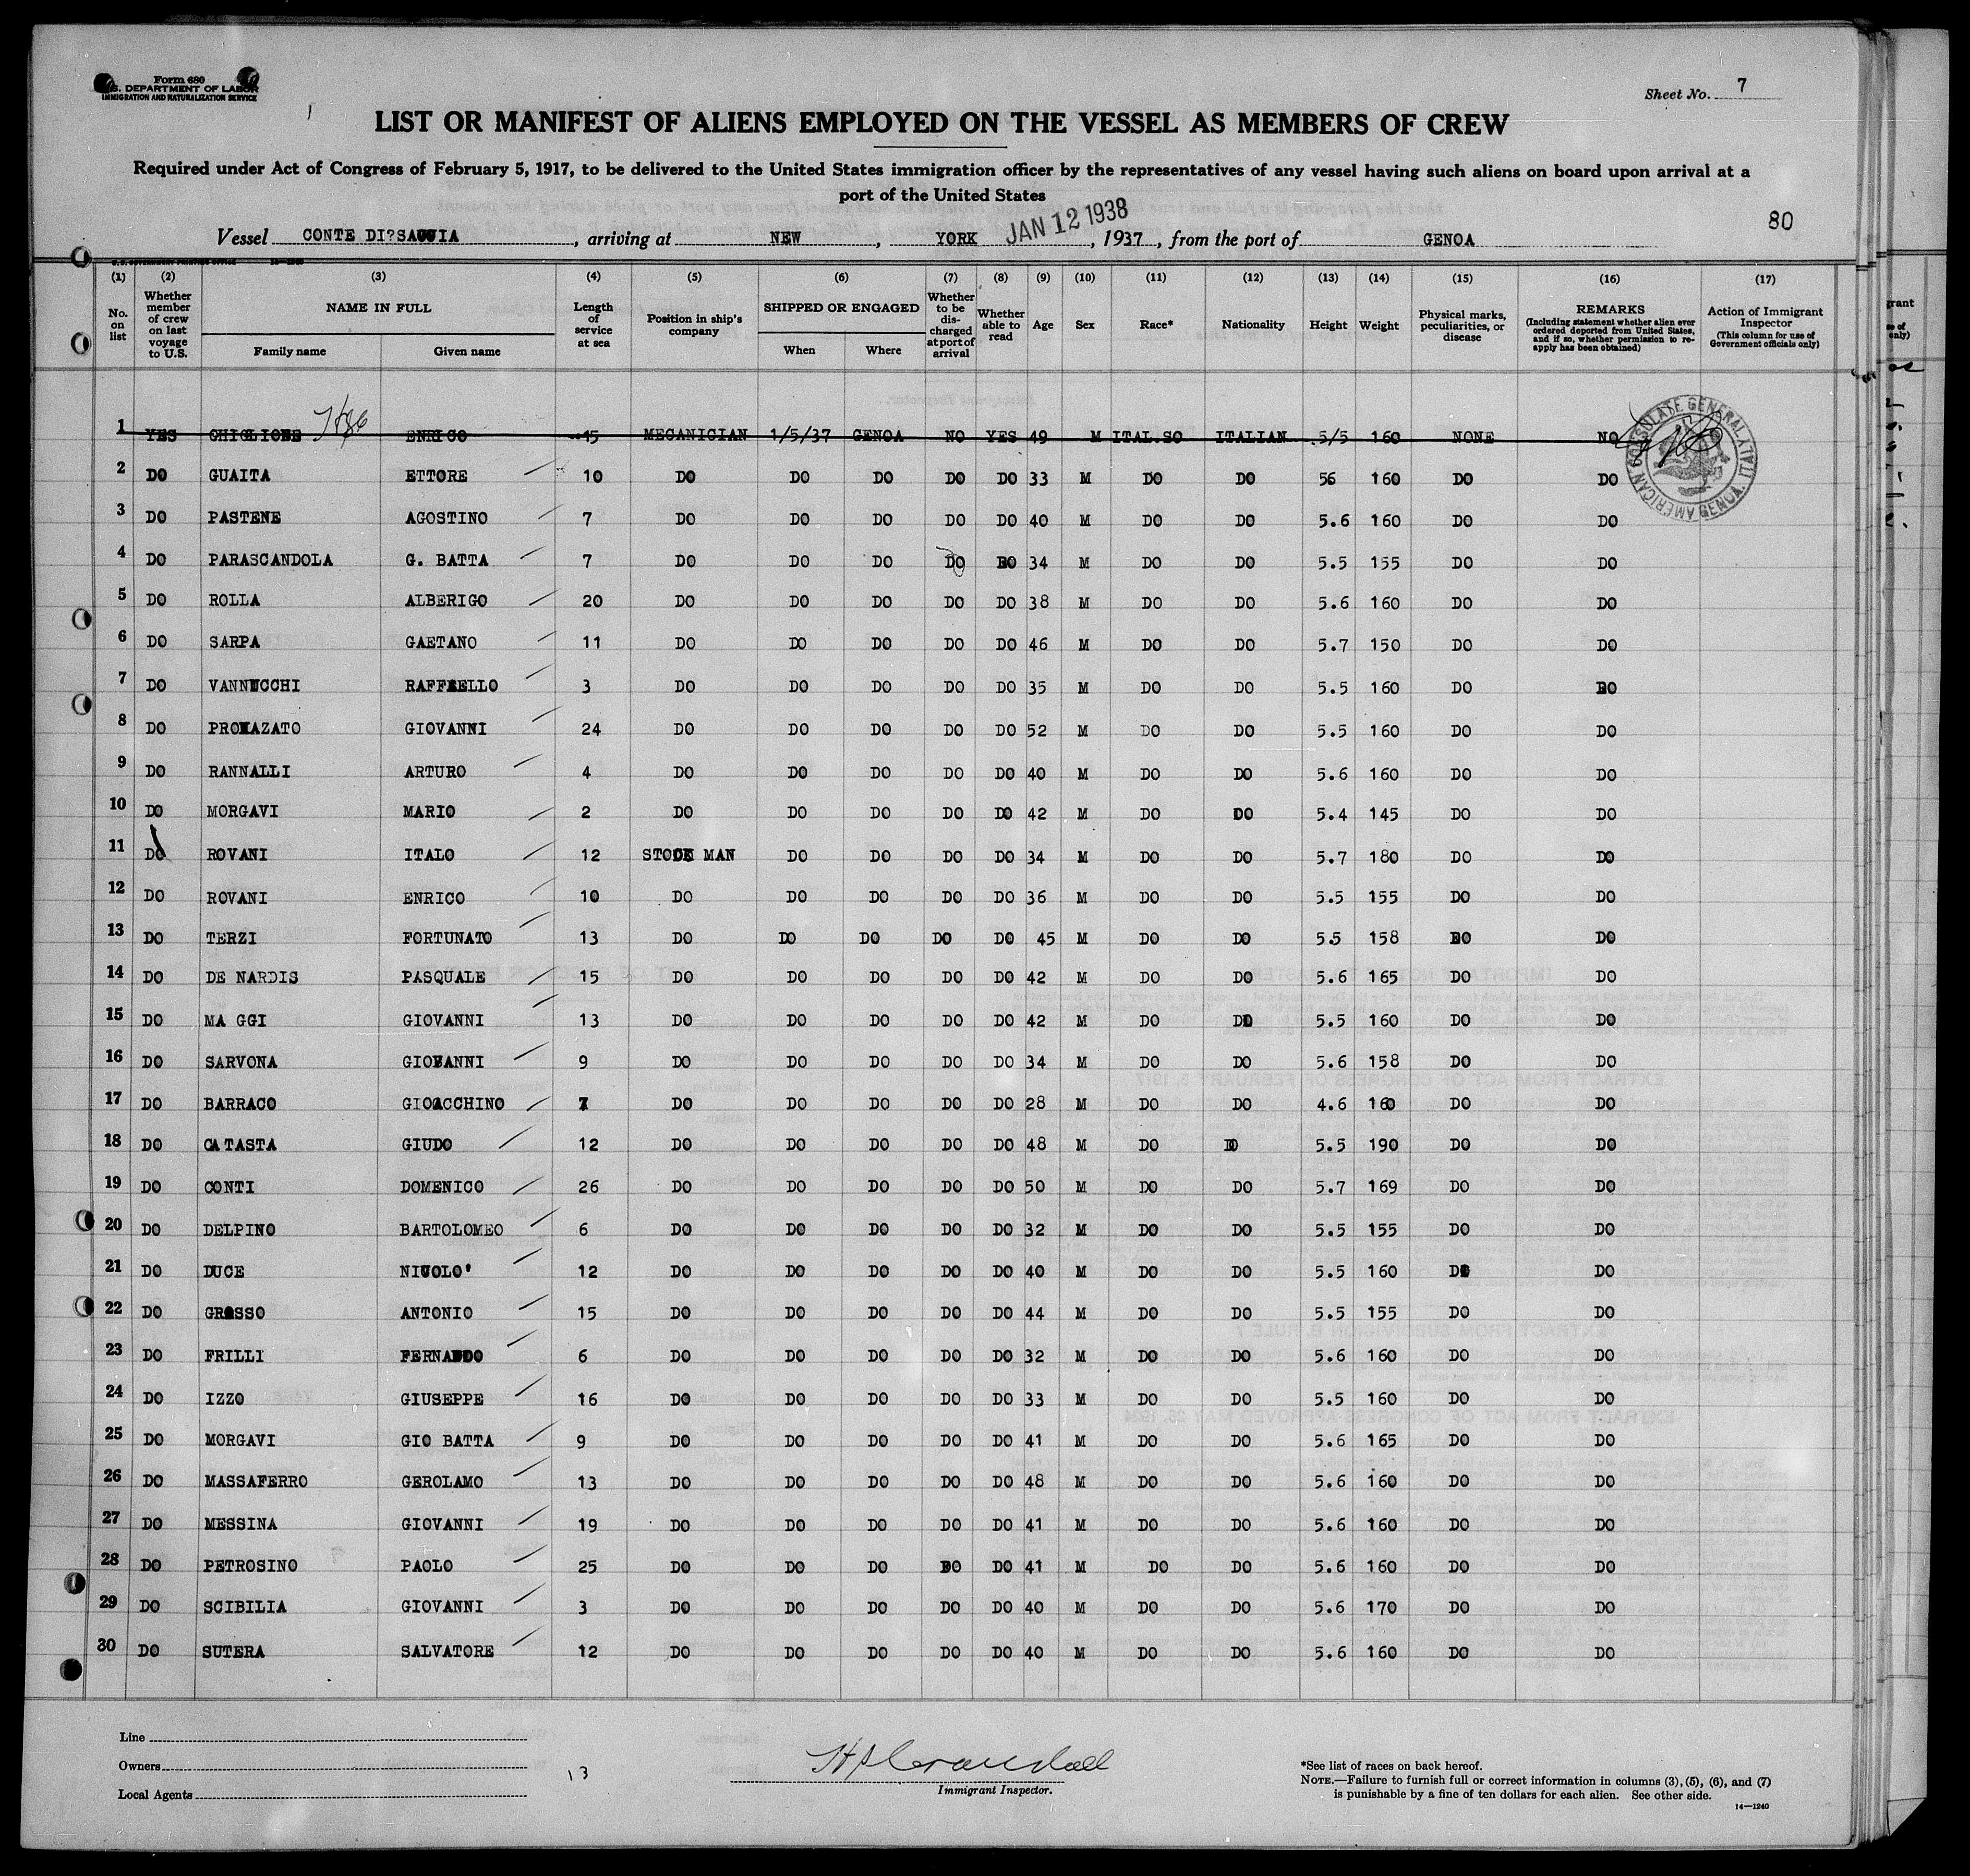 Form 680
U. S. DEPARTMENT OF LABOR
IMMIGRATION AND NATURALIZATION SERVICE
Sheet No. 7
LIST OR MANIFEST OF ALIENS EMPLOYED ON THE VESSEL AS MEMBERS OF CREW
Required under Act of Congress of February 5, 1917, to be delivered to the United States immigration officer by the representatives of any vessel having such aliens on board upon arrival at a
port of the United States
80
Vessel CONTE DI?SAVOIA, arriving at NEW, YORK JAN 12 1938, 1937, from the port of GENOA
(1) (2) (3) (4) (5) (6) (7) (8) (9) (10) (11) (12) (13) (14) (15) (16) (17)
No. on list Whether member of crew on last voyage to U.S. NAME IN FULL Family name Given name Length of service at sea Position in ship's company SHIPPED OR ENGAGED When Where Whether to be discharged at port of arrival Whether able to read Age Sex Race* Nationality Height Weight Physical marks, peculiarities, or disease REMARKS (Including statement whether alien ever ordered deported from United States, and if so, whether permission to re-apply has been obtained) Action of Immigrant Inspector (This column for use of Government officials only)
1 YES GHIGLIONE ENRICO 15 MECANICIAN 1/5/37 GENOA NO YES 49 M ITAL.SO ITALIAN 5/5 160 NONE NO
AMERICAN CONSULATE GENERAL GENOA, ITALY
2 DO GUAITA ETTORE 10 DO DO DO DO DO 33 M DO DO 56 160 DO DO
3 DO PASTENE AGOSTINO 7 DO DO DO DO DO 40 M DO DO 5.6 160 DO DO
4 DO PARASCANDOLA G. BATTA 7 DO DO DO DO DO 34 M DO DO 5.5 155 DO DO
5 DO ROLLA ALBERIGO 20 DO DO DO DO DO 38 M DO DO 5.6 160 DO DO
6 DO SARPA GAETANO 11 DO DO DO DO DO 46 M DO DO 5.7 150 DO DO
7 DO VANNUCCHI RAFFAELLO 3 DO DO DO DO DO 35 M DO DO 5.5 160 DO DO
8 DO PROMAZATO GIOVANNI 24 DO DO DO DO DO 52 M DO DO 5.5 160 DO DO
9 DO RANNALLI ARTURO 4 DO DO DO DO DO 40 M DO DO 5.6 160 DO DO
10 DO MORGAVI MARIO 2 DO DO DO DO DO 42 M DO DO 5.4 145 DO DO
11 DO ROVANI ITALO 12 STOCK MAN DO DO DO DO 34 M DO DO 5.7 180 DO DO
12 DO ROVANI ENRICO 10 DO DO DO DO DO 36 M DO DO 5.5 155 DO DO
13 DO TERZI FORTUNATO 13 DO DO DO DO DO 45 M DO DO 5.5 158 DO DO
14 DO DE NARDIS PASQUALE 15 DO DO DO DO DO 42 M DO DO 5.6 165 DO DO
15 DO MA GGI GIOVANNI 13 DO DO DO DO DO 42 M DO DO 5.5 160 DO DO
16 DO SARVONA GIOVANNI 9 DO DO DO DO DO 34 M DO DO 5.6 158 DO DO
17 DO BARRACO GIOACCHINO 7 DO DO DO DO DO 28 M DO DO 4.6 160 DO DO
18 DO CATASTA GIUDO 12 DO DO DO DO DO 48 M DO DO 5.5 190 DO DO
19 DO CONTI DOMENICO 26 DO DO DO DO DO 50 M DO DO 5.7 169 DO DO
20 DO DELPINO BARTOLOMEO 6 DO DO DO DO DO 32 M DO DO 5.5 155 DO DO
21 DO DUCE NICOLO' 12 DO DO DO DO DO 40 M DO DO 5.5 160 DO DO
22 DO GROSSO ANTONIO 15 DO DO DO DO DO 44 M DO DO 5.5 155 DO DO
23 DO FRILLI FERNANDO 6 DO DO DO DO DO 32 M DO DO 5.6 160 DO DO
24 DO IZZO GIUSEPPE 16 DO DO DO DO DO 33 M DO DO 5.5 160 DO DO
25 DO MORGAVI GIO BATTA 9 DO DO DO DO DO 41 M DO DO 5.6 165 DO DO
26 DO MASSAFERRO GEROLAMO 13 DO DO DO DO DO 48 M DO DO 5.6 160 DO DO
27 DO MESSINA GIOVANNI 19 DO DO DO DO DO 41 M DO DO 5.6 160 DO DO
28 DO PETROSINO PAOLO 25 DO DO DO DO DO 41 M DO DO 5.6 160 DO DO
29 DO SCIBILIA GIOVANNI 3 DO DO DO DO DO 40 M DO DO 5.6 170 DO DO
30 DO SUTERA SALVATORE 12 DO DO DO DO DO 40 M DO DO 5.6 160 DO DO
Line
Owners
Local Agents
13
Immigrant Inspector.
*See list of races on back hereof.
NOTE.—Failure to furnish full or correct information in columns (3), (5), (6), and (7)
is punishable by a fine of ten dollars for each alien. See other side.
14—1240